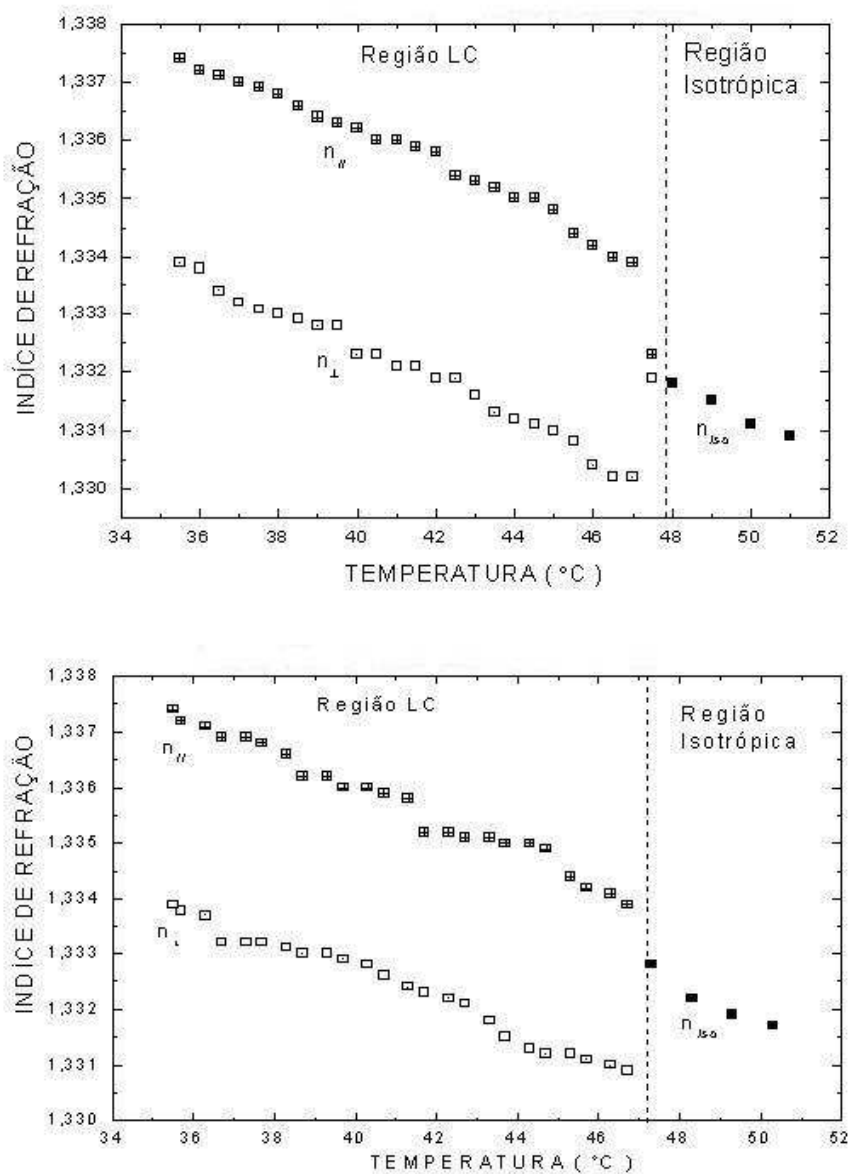 1,338
1,337
1,336
1,335
1,334
1,333
1,332
1,331
1,330
INDÍCE DE REFRAÇÃO
Região LC
Região
Isotrópica
n//
n⊥
niso
34 36 38 40 42 44 46 48 50 52
TEMPERATURA ( °C )
1,338
1,337
1,336
1,335
1,334
1,333
1,332
1,331
1,330
INDÍCE DE REFRAÇÃO
Região LC
Região
Isotrópica
n//
n⊥
niso
34 36 38 40 42 44 46 48 50 52
TEMPERATURA ( °C )